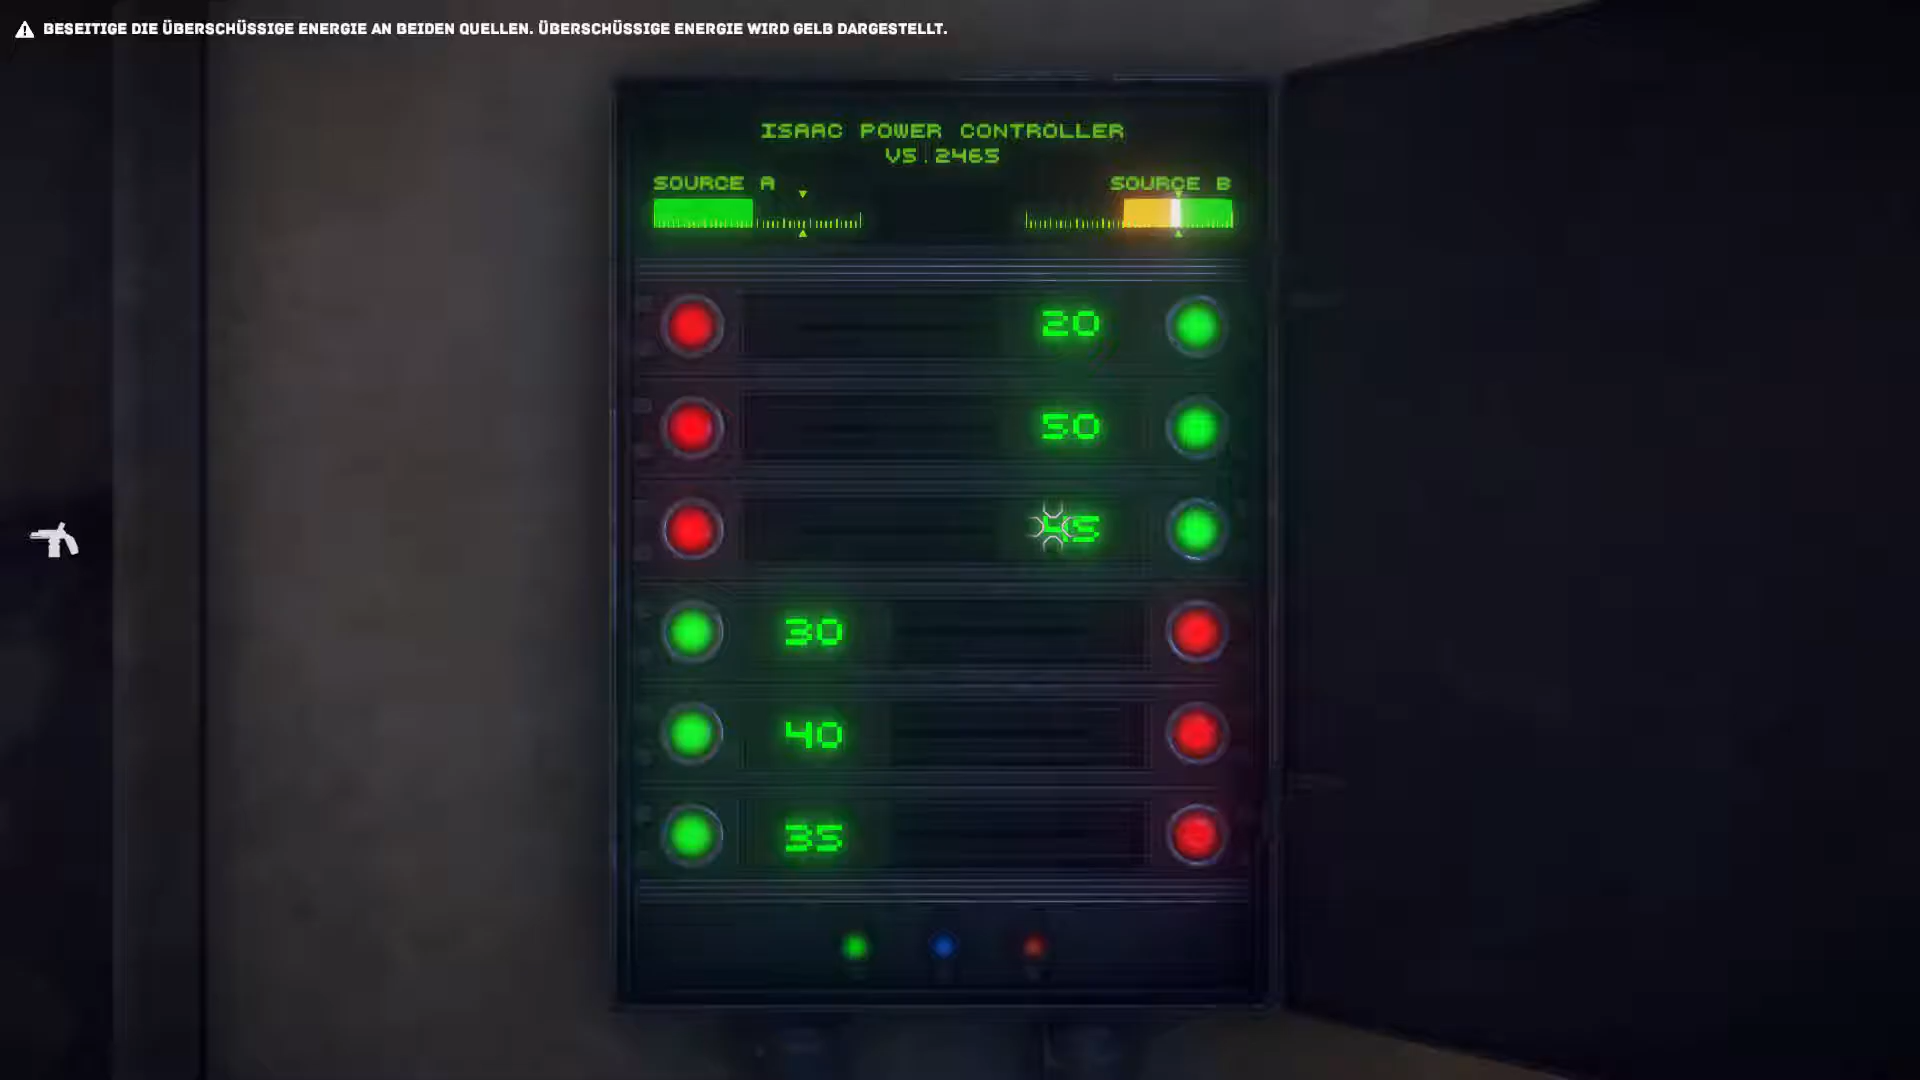 BESEITIGE DIE ÜBERSCHÜSSIGE ENERGIE AN BEIDEN QUELLEN. ÜBERSCHÜSSIGE ENERGIE WIRD GELB DARGESTELLT.
ISAAC POWER CONTROLLER
V5.2465
SOURCE A
SOURCE B
20
50
45
30
40
35